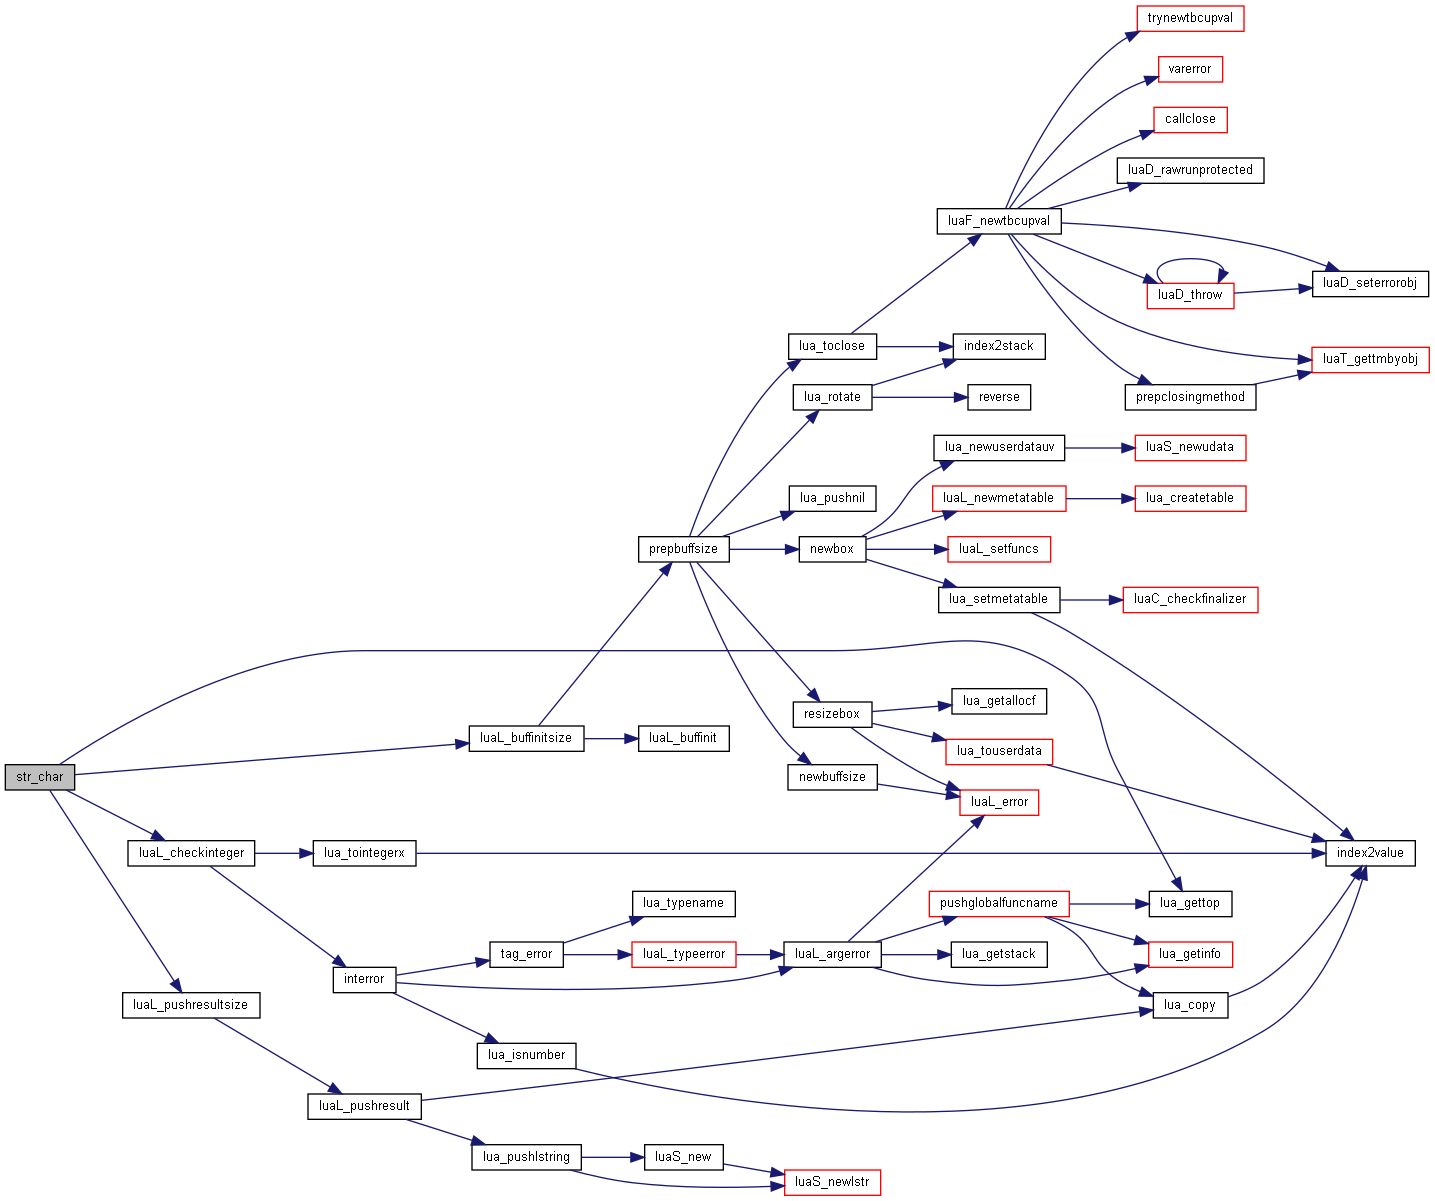 trynewtbcupval
varerror
callclose
luaD_rawrunprotected
luaF_newtbcupval
luaD_seterrorobj
luaD_throw
lua_toclose
index2stack
luaT_gettmbyobj
lua_rotate
reverse
prepclosingmethod
lua_newuserdatauv
luaS_newudata
lua_pushnil
luaL_newmetatable
lua_createtable
prepbuffsize
newbox
luaL_setfuncs
lua_setmetatable
luaC_checkfinalizer
lua_getallocf
resizebox
luaL_buffinitsize
luaL_buffinit
lua_touserdata
str_char
newbuffsize
luaL_error
luaL_checkinteger
lua_tointegerx
index2value
lua_typename
pushglobalfuncname
lua_gettop
tag_error
luaL_typeerror
luaL_argerror
lua_getstack
lua_getinfo
interror
luaL_pushresultsize
lua_copy
lua_isnumber
luaL_pushresult
lua_pushlstring
luaS_new
luaS_newlstr